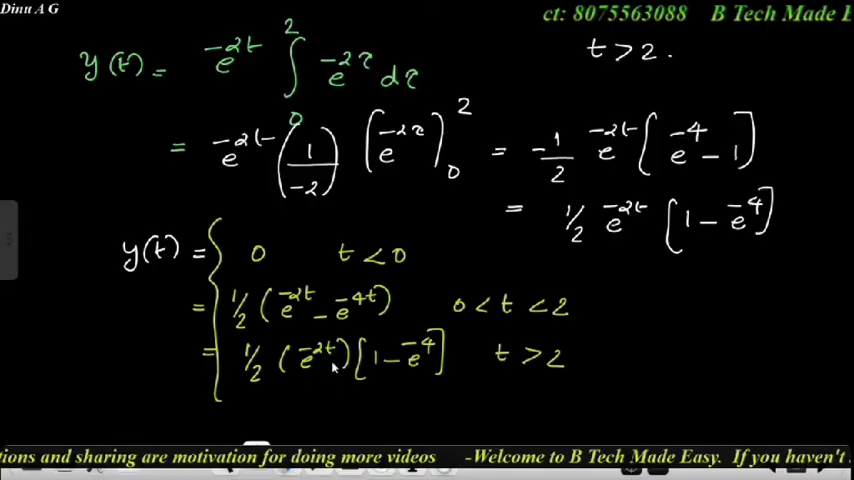 Dinu A G
ct: 8075563088 B Tech Made E
y(t) = e^{-2t} ∫_0^2 e^{-2τ} dτ t > 2.
= e^{-2t} (1/-2) [e^{-2τ}]_0^2 = -1/2 e^{-2t} [e^{-4} - 1]
= 1/2 e^{-2t} [1 - e^{-4}]
y(t) = { 0 t < 0
= 1/2 (e^{-2t} - e^{-4t}) 0 < t < 2
= 1/2 (e^{-2t}) [1 - e^{-4}] t > 2
tions and sharing are motivation for doing more videos -Welcome to B Tech Made Easy. If you haven't